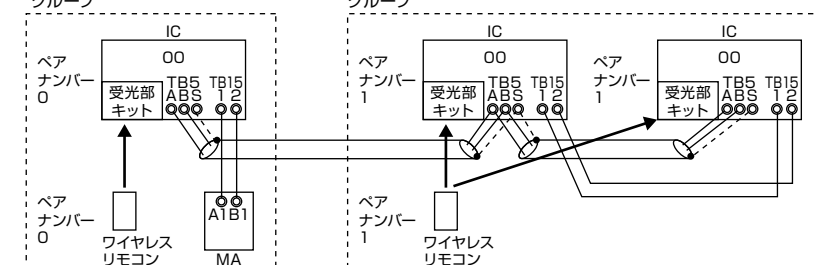 グループ
IC
00
ペア
ナンバー
0
受光部
キット
TB5
ABS
TB15
1 2
ペア
ナンバー
0
ワイヤレス
リモコン
A1B1
MA
グループ
IC
00
ペア
ナンバー
1
受光部
キット
TB5
ABS
TB15
1 2
ペア
ナンバー
1
ワイヤレス
リモコン
IC
00
ペア
ナンバー
1
受光部
キット
TB5
ABS
TB15
1 2